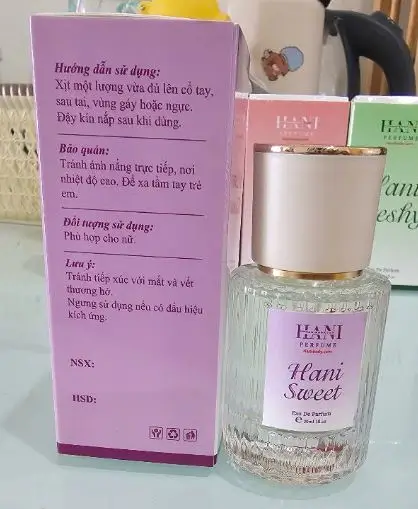 Hướng dẫn sử dụng:
Xịt một lượng vừa đủ lên cổ tay,
sau tai, vùng gáy hoặc ngực.
Đậy kín nắp sau khi dùng.
Bảo quản:
Tránh ánh nắng trực tiếp, nơi
nhiệt độ cao. Để xa tầm tay trẻ
em.
Đối tượng sử dụng:
Phù hợp cho nữ.
Lưu ý:
Tránh tiếp xúc với mắt và vết
thương hở.
Ngưng sử dụng nếu có dấu hiệu
kích ứng.
NSX:
HSD:
HANI
PERFUME
HANI
PERFUME
Hani
Sweet
Eau De Parfum
HANI
PERFUME